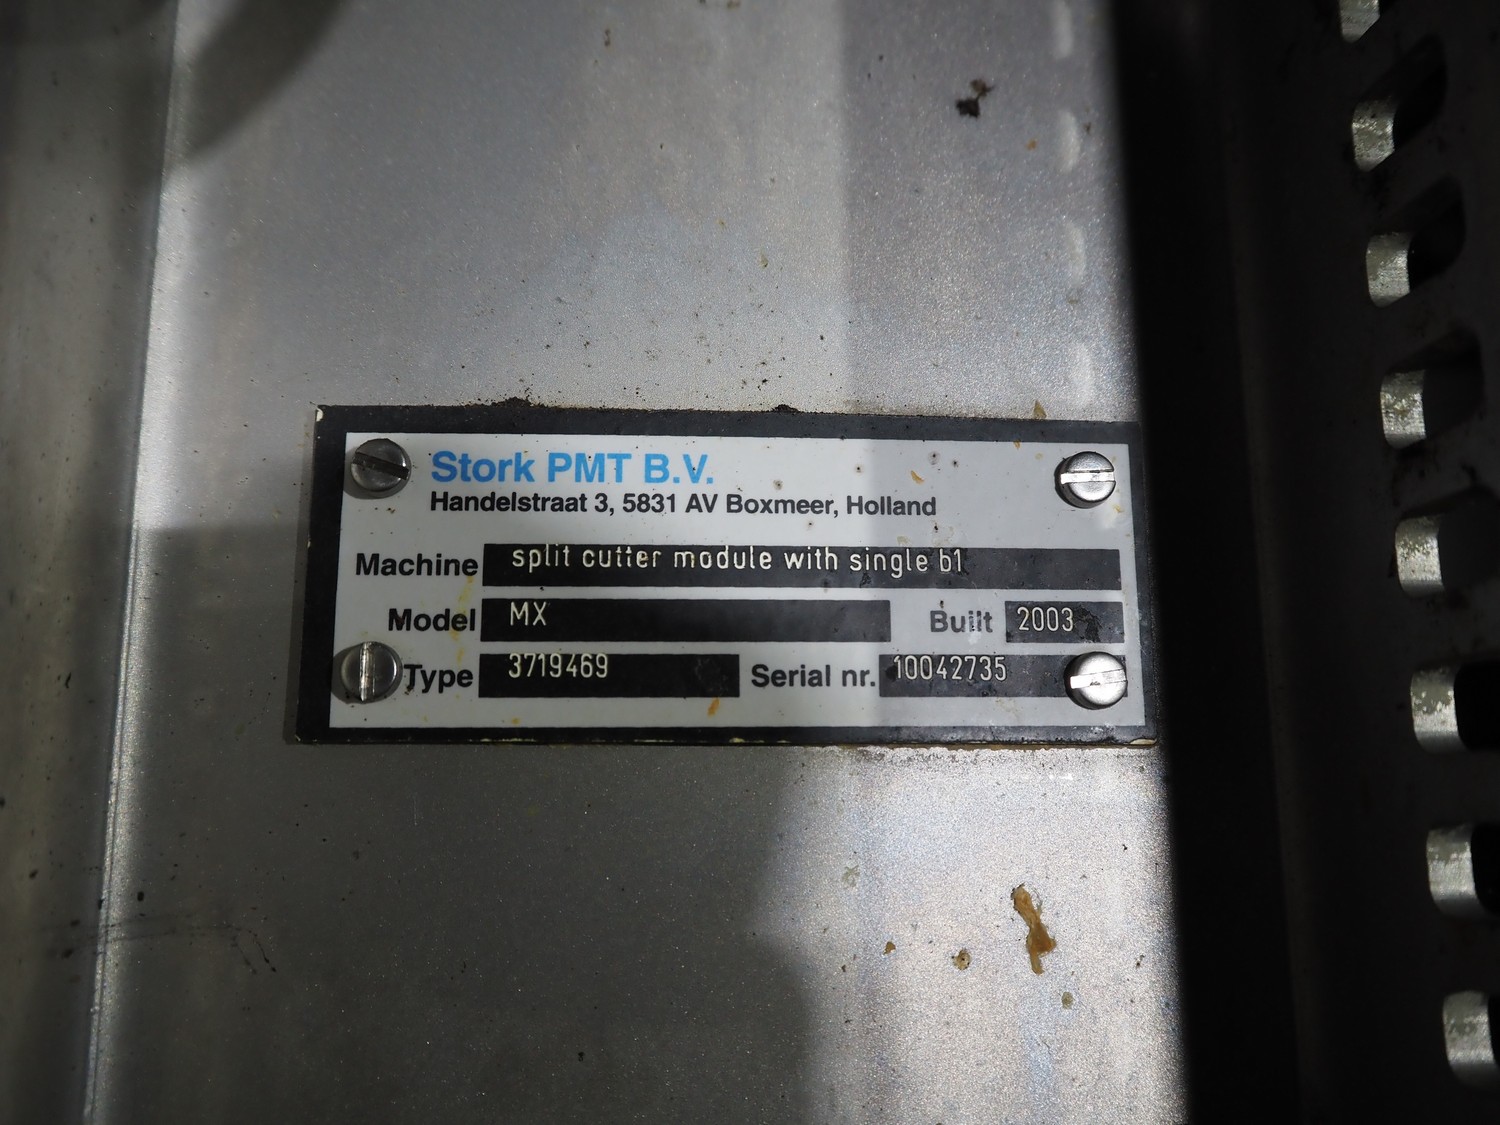 Stork PMT B.V.
Handelstraat 3, 5831 AV Boxmeer, Holland
Machine split cutter module with single b1
Model MX Built 2003
Type 3719469 Serial nr. 10042735